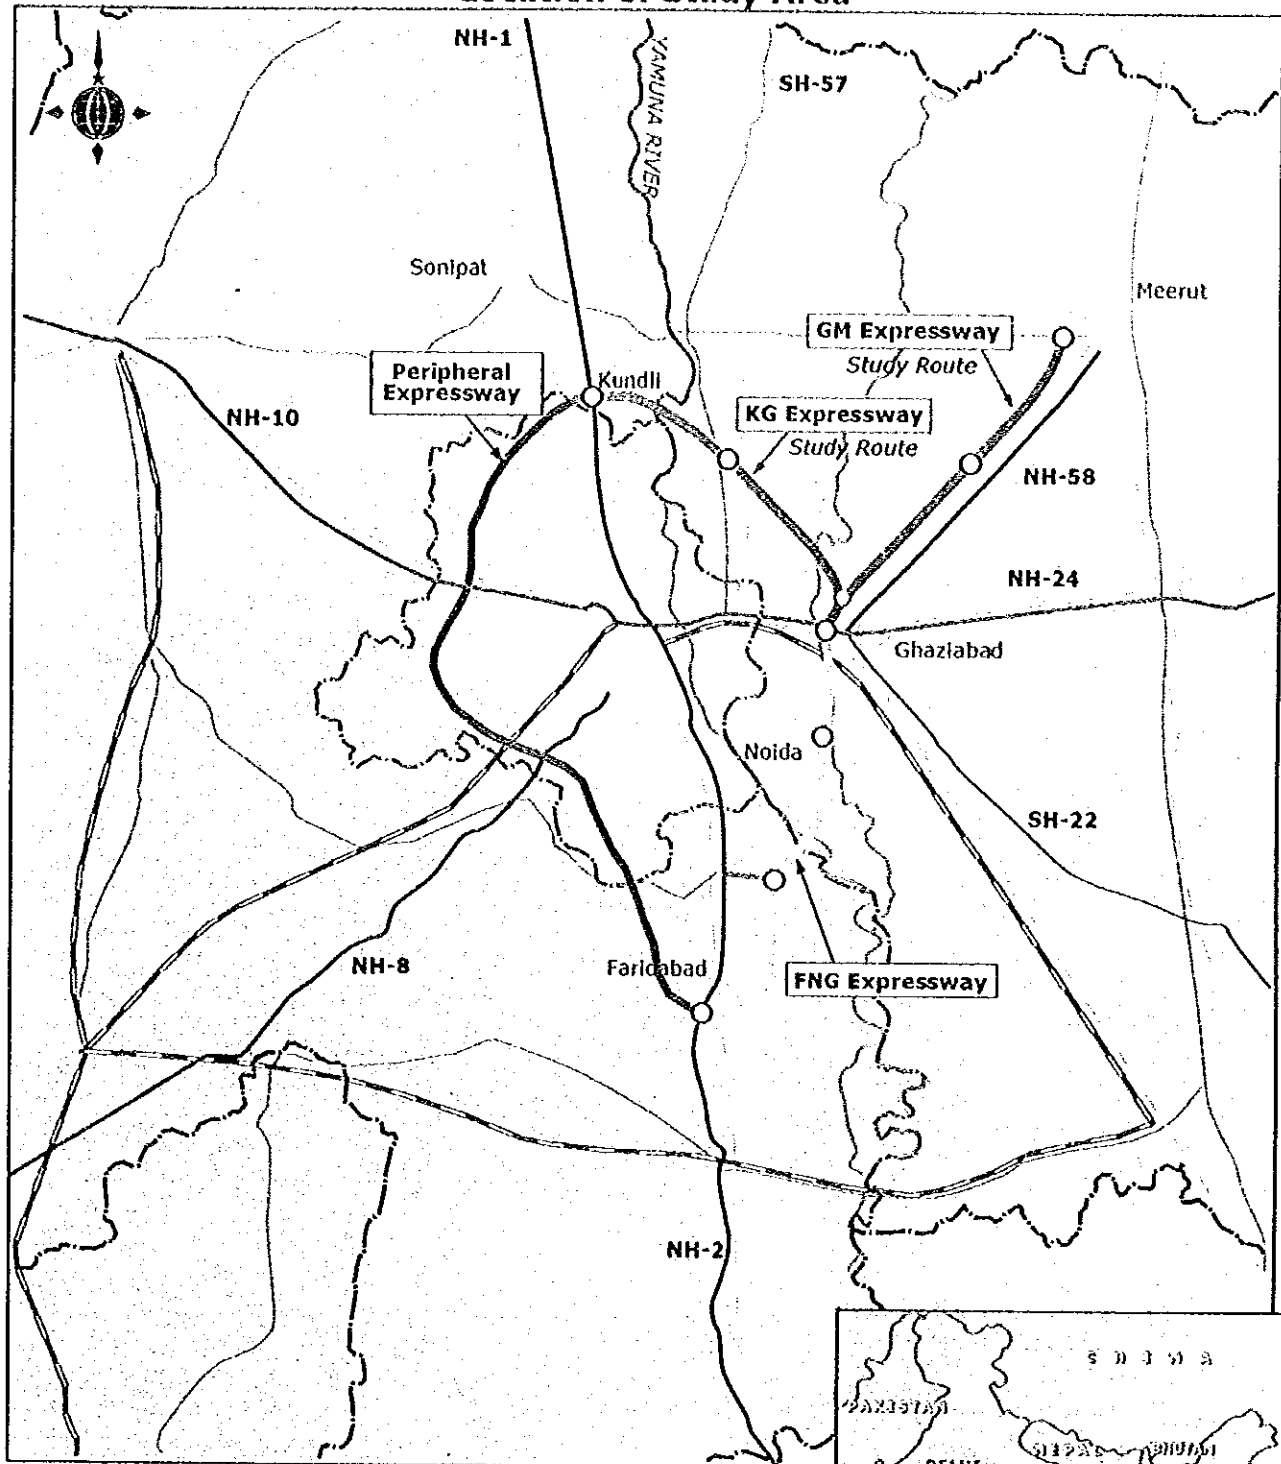 NH-1
YAMUNA RIVER
SH-57
Sonipat
Meerut
GM Expressway
Study Route
Peripheral
Expressway
Kundli
KG Expressway
Study Route
NH-10
NH-58
NH-24
Ghaziabad
Noida
SH-22
NH-8
Faridabad
FNG Expressway
NH-2
PAKISTAN
NEPAL
BHUTAN